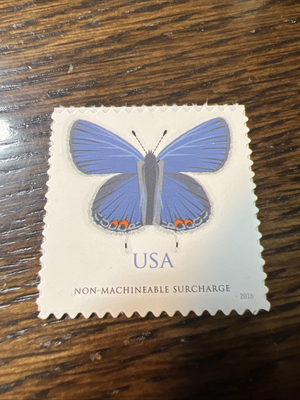 USA
NON-MACHINEABLE SURCHARGE
2016